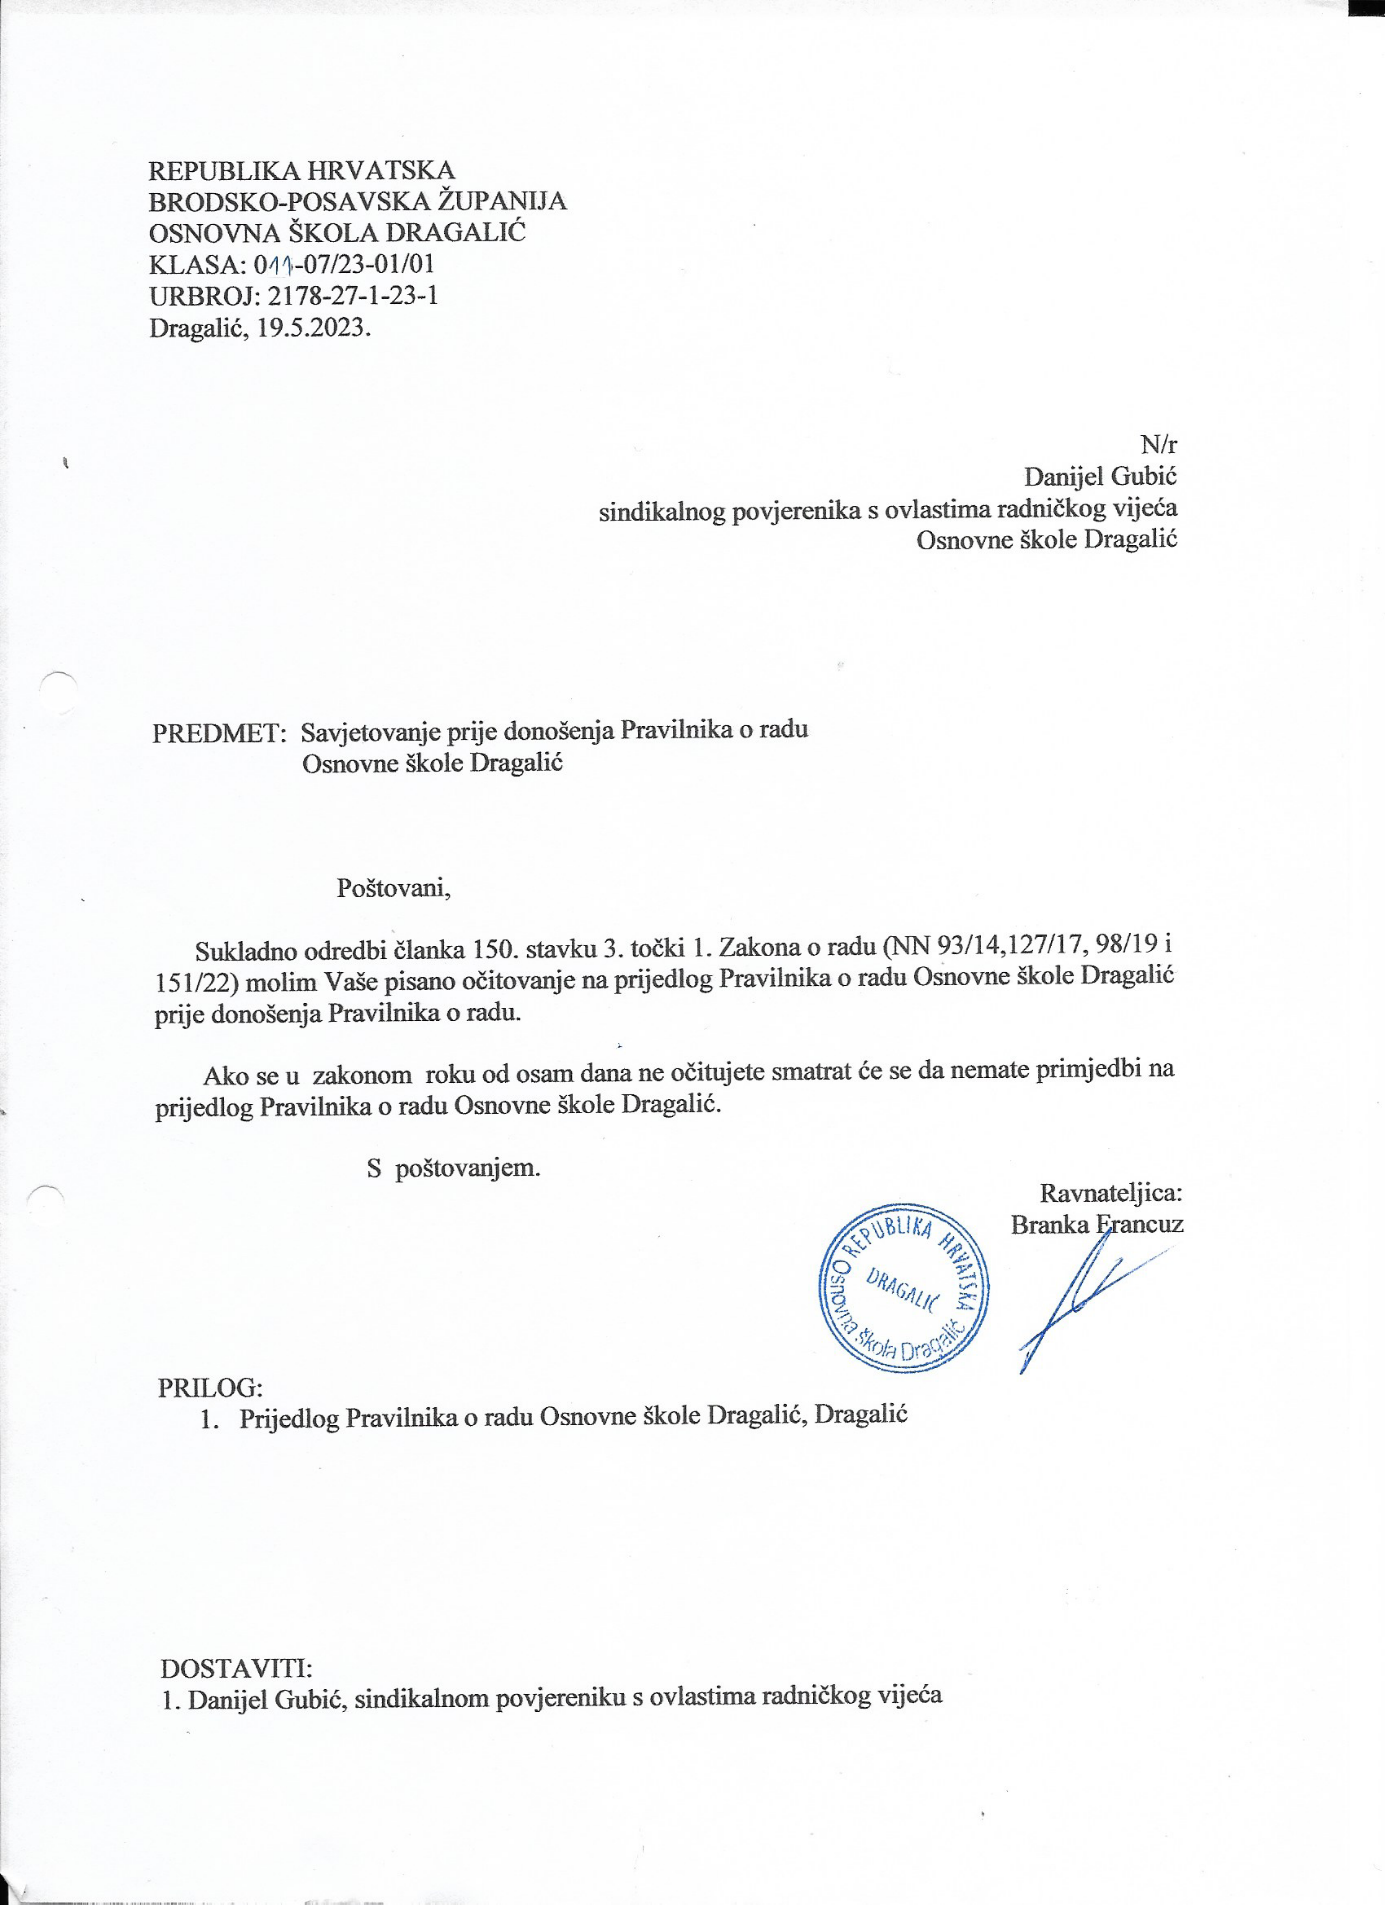 REPUBLIKA HRVATSKA
BRODSKO-POSAVSKA ŽUPANIJA
OSNOVNA ŠKOLA DRAGALIĆ
KLASA: 011-07/23-01/01
URBROJ: 2178-27-1-23-1
Dragalić, 19.5.2023.
N/r
Danijel Gubić
sindikalnog povjerenika s ovlastima radničkog vijeća
Osnovne škole Dragalić
PREDMET: Savjetovanje prije donošenja Pravilnika o radu
Osnovne škole Dragalić
Poštovani,
Sukladno odredbi članka 150. stavku 3. točki 1. Zakona o radu (NN 93/14,127/17, 98/19 i
151/22) molim Vaše pisano očitovanje na prijedlog Pravilnika o radu Osnovne škole Dragalić
prije donošenja Pravilnika o radu.
Ako se u zakonom roku od osam dana ne očitujete smatrat će se da nemate primjedbi na
prijedlog Pravilnika o radu Osnovne škole Dragalić.
S poštovanjem.
Ravnateljica:
Branka Francuz
REPUBLIKA HRVATSKA
DRAGALIĆ
Osnovna škola Dragalić
PRILOG:
1. Prijedlog Pravilnika o radu Osnovne škole Dragalić, Dragalić
DOSTAVITI:
1. Danijel Gubić, sindikalnom povjereniku s ovlastima radničkog vijeća